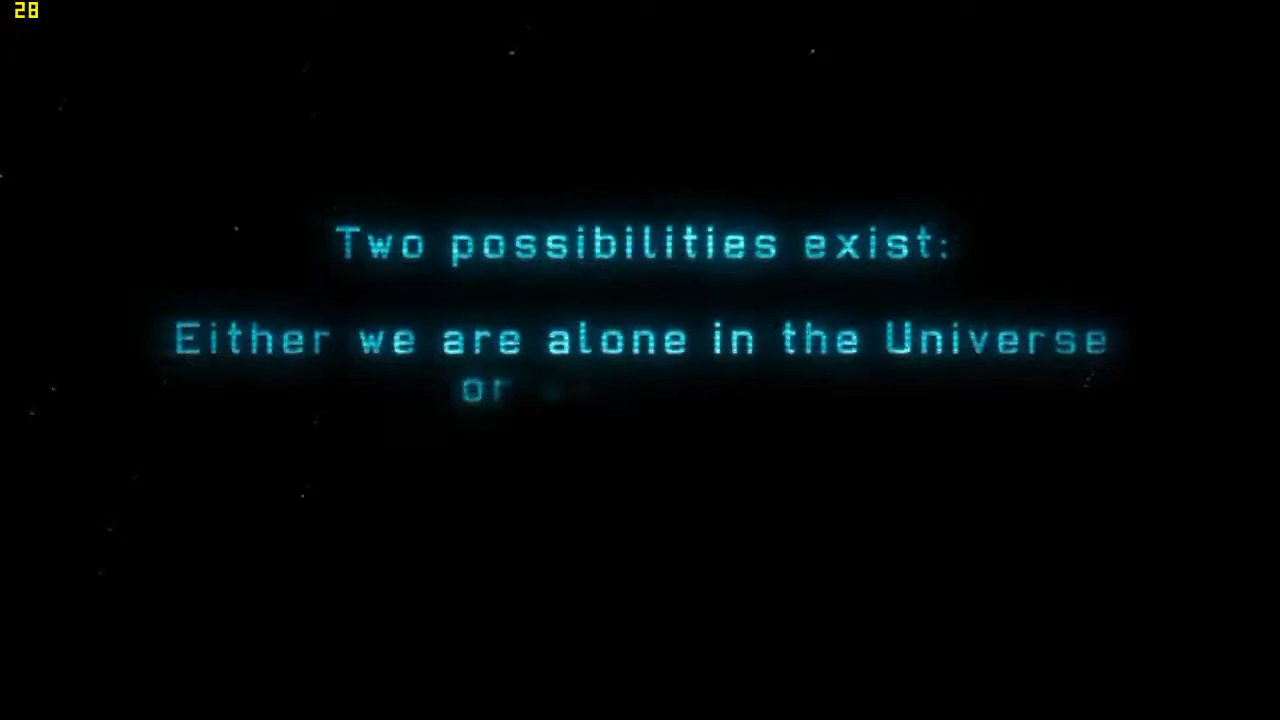 28
Two possibilities exist:
Either we are alone in the Universe
or